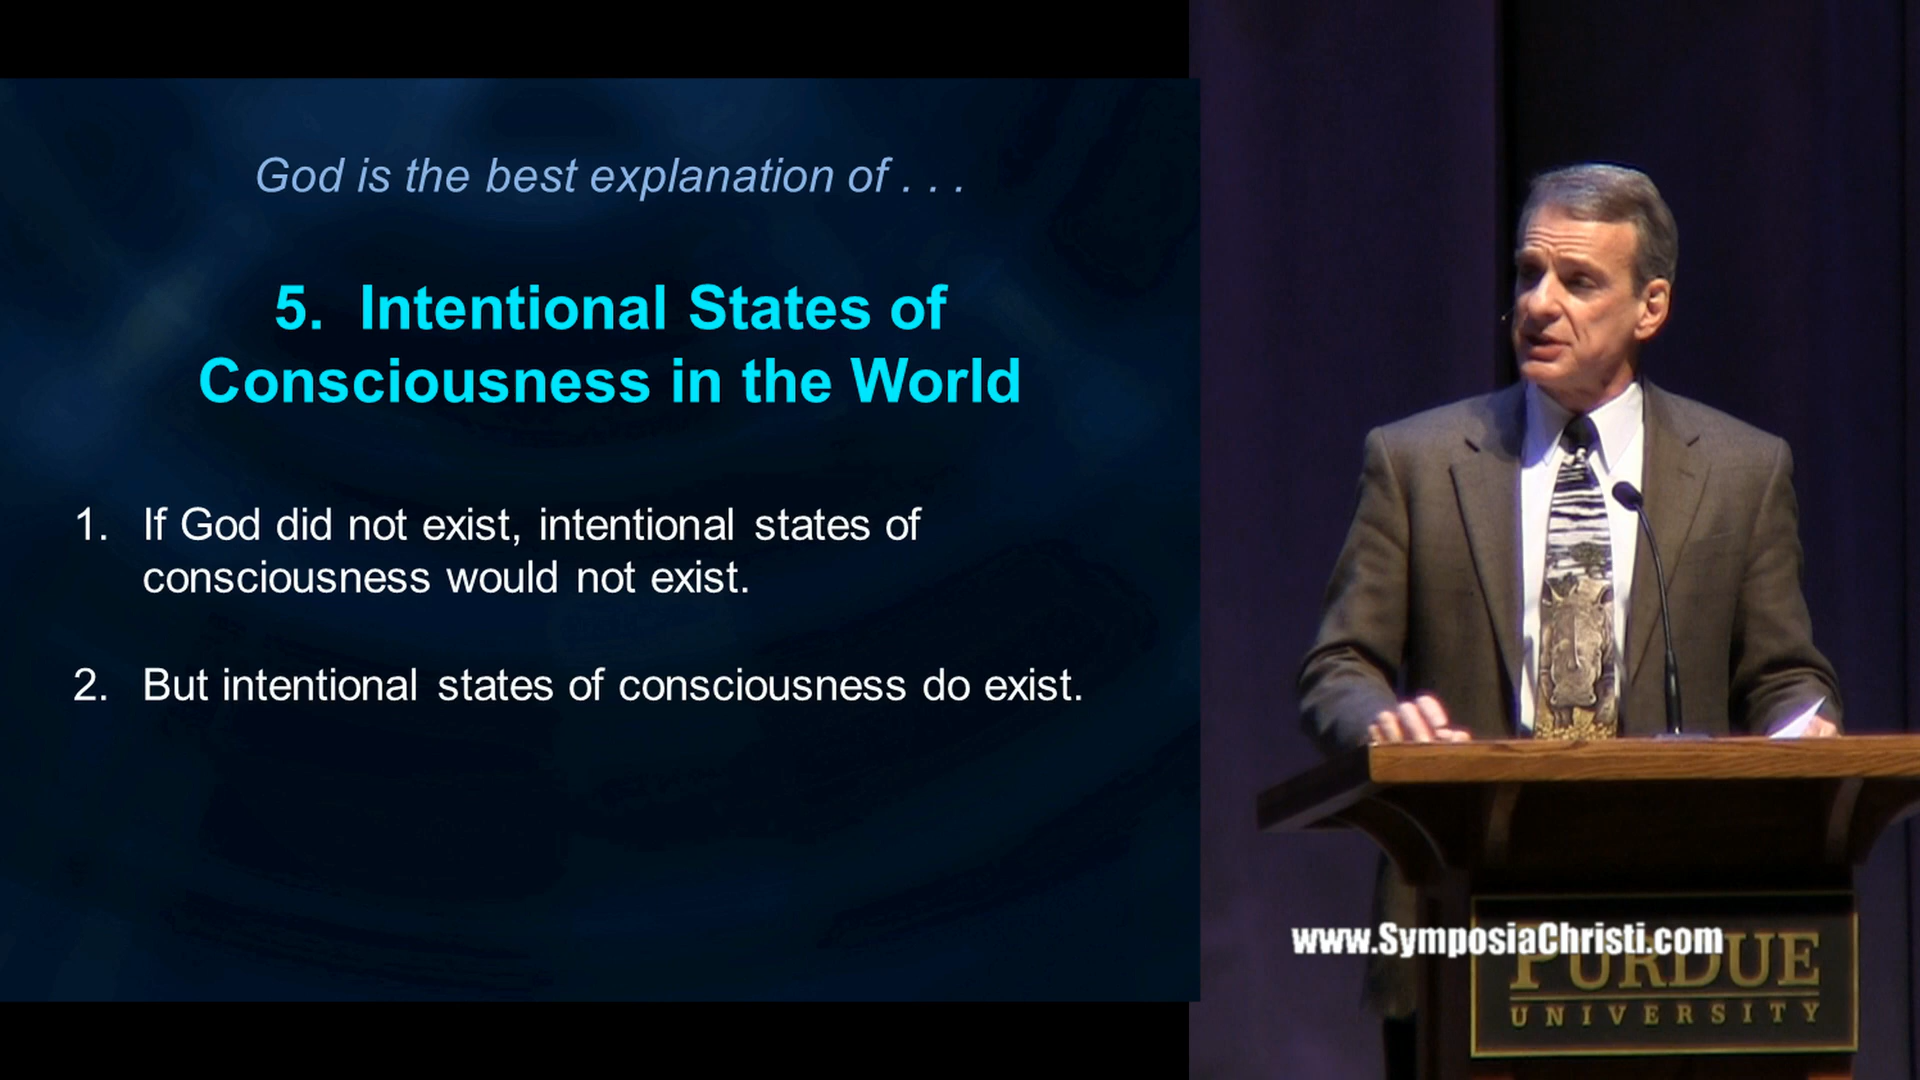 God is the best explanation of . . .
5. Intentional States of
Consciousness in the World
1. If God did not exist, intentional states of
consciousness would not exist.
2. But intentional states of consciousness do exist.
www.SymposiaChristi.com
PURDUE
UNIVERSITY